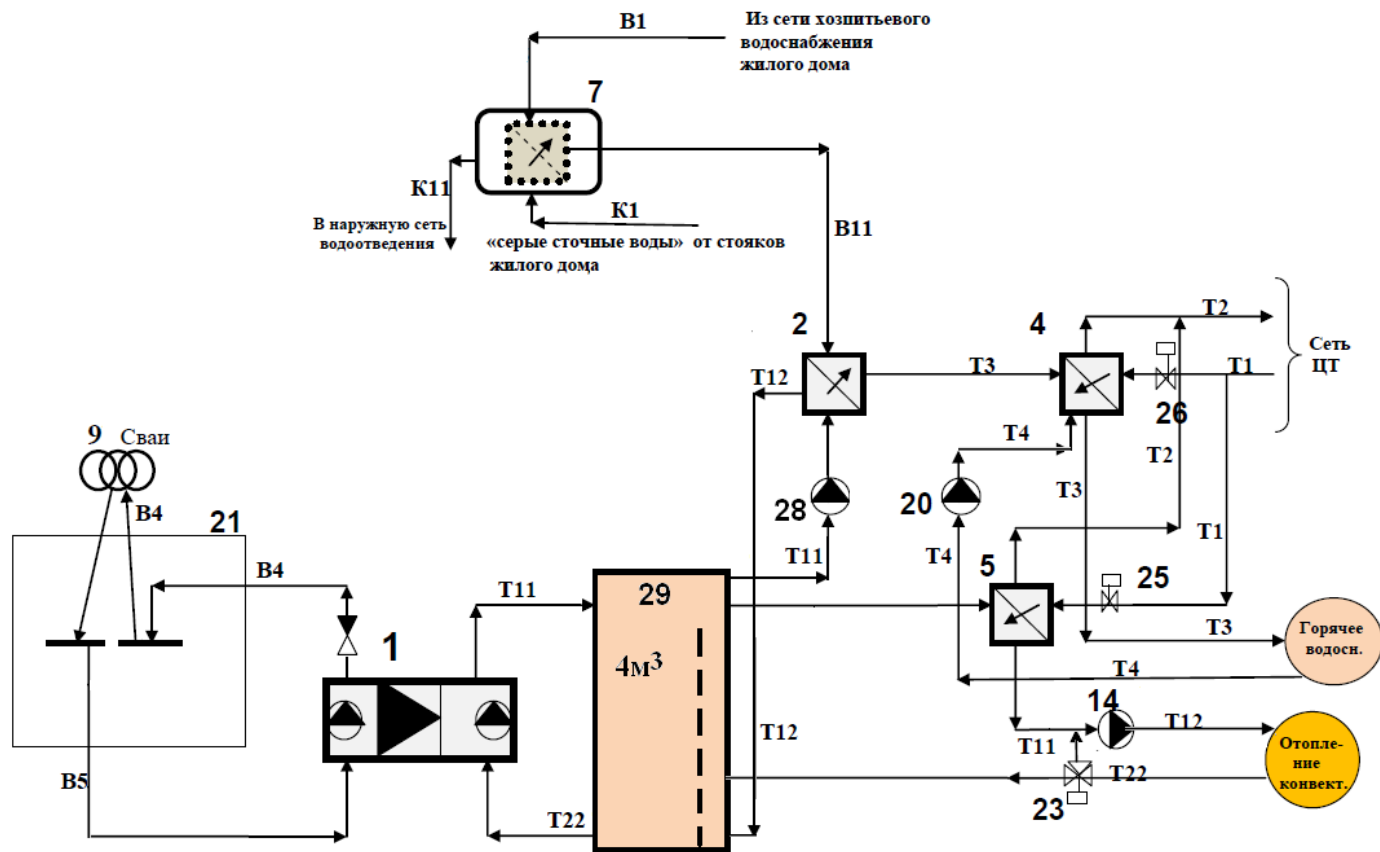 В1
Из сети хозпитьевого
водоснабжения
жилого дома
7
К11
К1
В наружную сеть
водоотведения
«серые сточные воды» от стояков
жилого дома
В11
2
4
Т2
Сеть
ЦТ
Т12
Т3
Т1
26
9 Сваи
Т4
Т2
В4
21
28
20
Т3
Т11
Т4
Т1
В4
Т11
29
5
25
1
4м³
Т3
Горячее
водосн.
Т4
14
Т12
Т11
Т12
Отопле-
ние
конвект.
В5
Т22
23
Т22